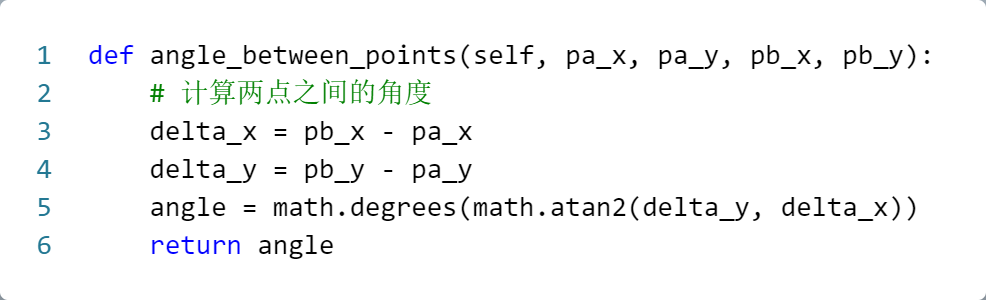 1 def angle_between_points(self, pa_x, pa_y, pb_x, pb_y):
2     # 计算两点之间的角度
3     delta_x = pb_x - pa_x
4     delta_y = pb_y - pa_y
5     angle = math.degrees(math.atan2(delta_y, delta_x))
6     return angle